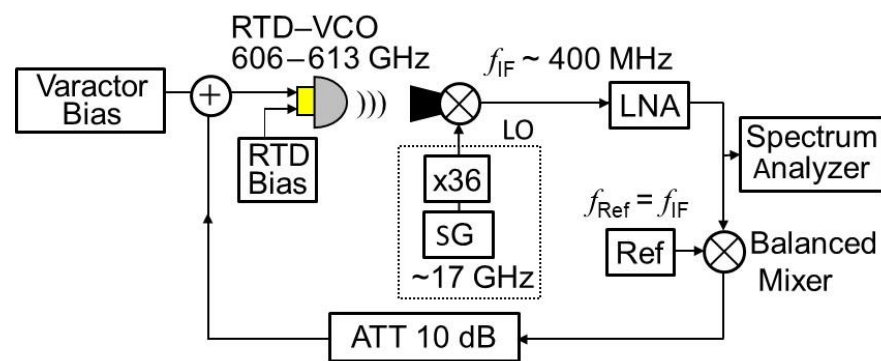 RTD–VCO
606–613 GHz
Varactor
Bias
RTD
Bias
fIF ~ 400 MHz
LNA
LO
x36
SG
~17 GHz
Spectrum
Analyzer
fRef = fIF
Ref
Balanced
Mixer
ATT 10 dB